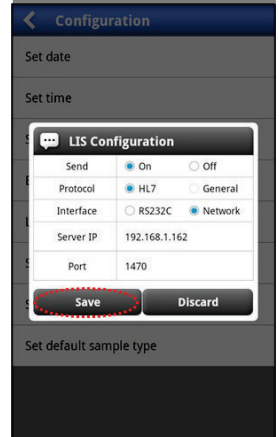 Configuration
Set date
Set time
LIS Configuration
Send On Off
Protocol HL7 General
Interface RS232C Network
Server IP 192.168.1.162
Port 1470
Save Discard
Set default sample type